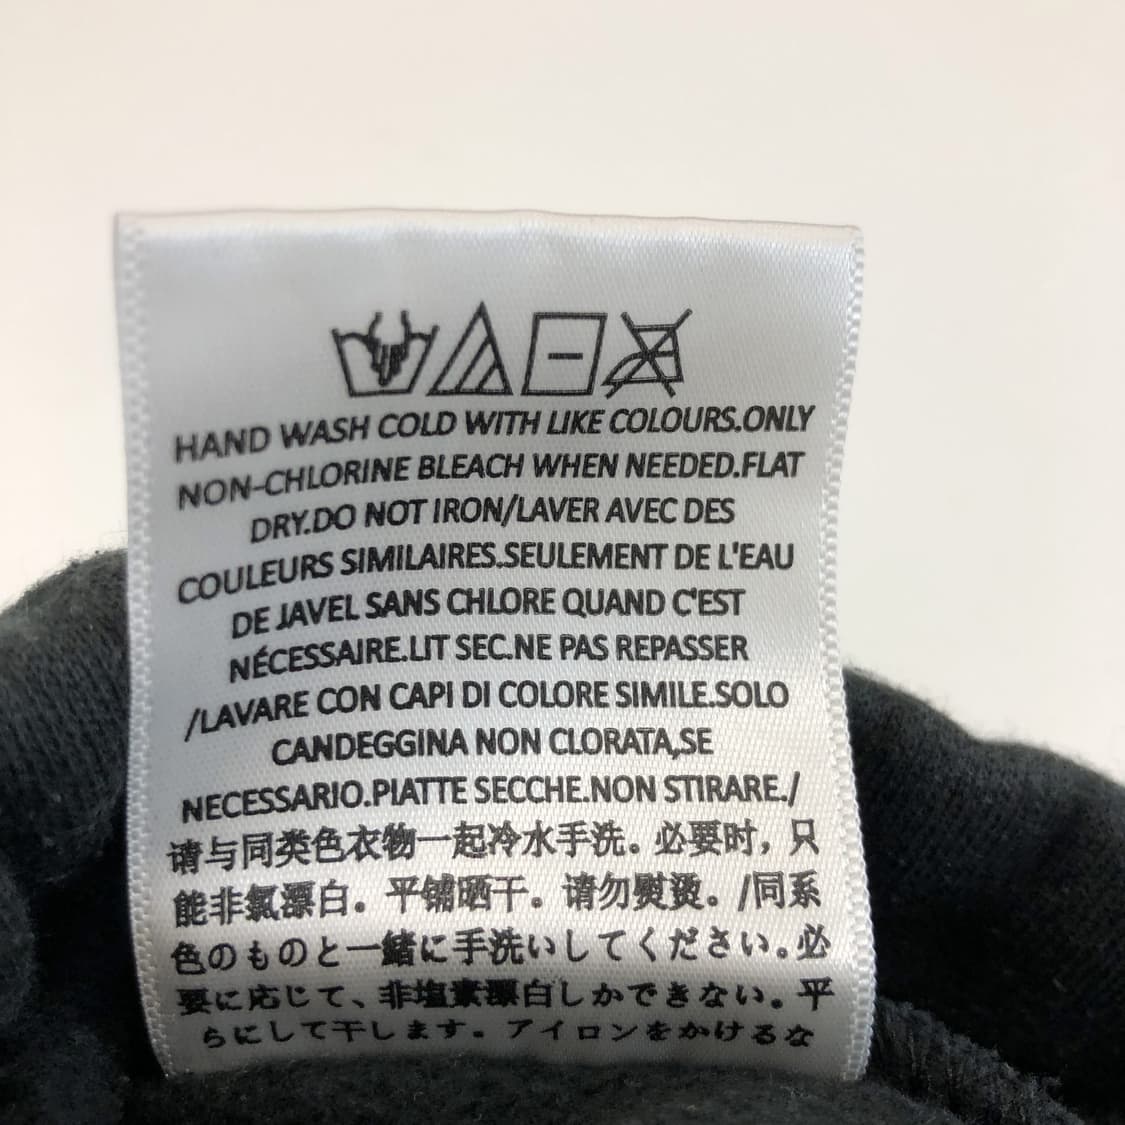 HAND WASH COLD WITH LIKE COLOURS.ONLY
NON-CHLORINE BLEACH WHEN NEEDED.FLAT
DRY.DO NOT IRON/LAVER AVEC DES
COULEURS SIMILAIRES.SEULEMENT DE L'EAU
DE JAVEL SANS CHLORE QUAND C'EST
NÉCESSAIRE.LIT SEC.NE PAS REPASSER
/LAVARE CON CAPI DI COLORE SIMILE.SOLO
CANDEGGINA NON CLORATA,SE
NECESSARIO.PIATTE SECCHE.NON STIRARE./
请与同类色衣物一起冷水手洗。必要时，只
能非氯漂白。平铺晒干。请勿熨烫。/同系
色のものと一緒に手洗いしてください。必
要に応じて、非塩素漂白しかできない。平
らにして干します。アイロンをかけるな